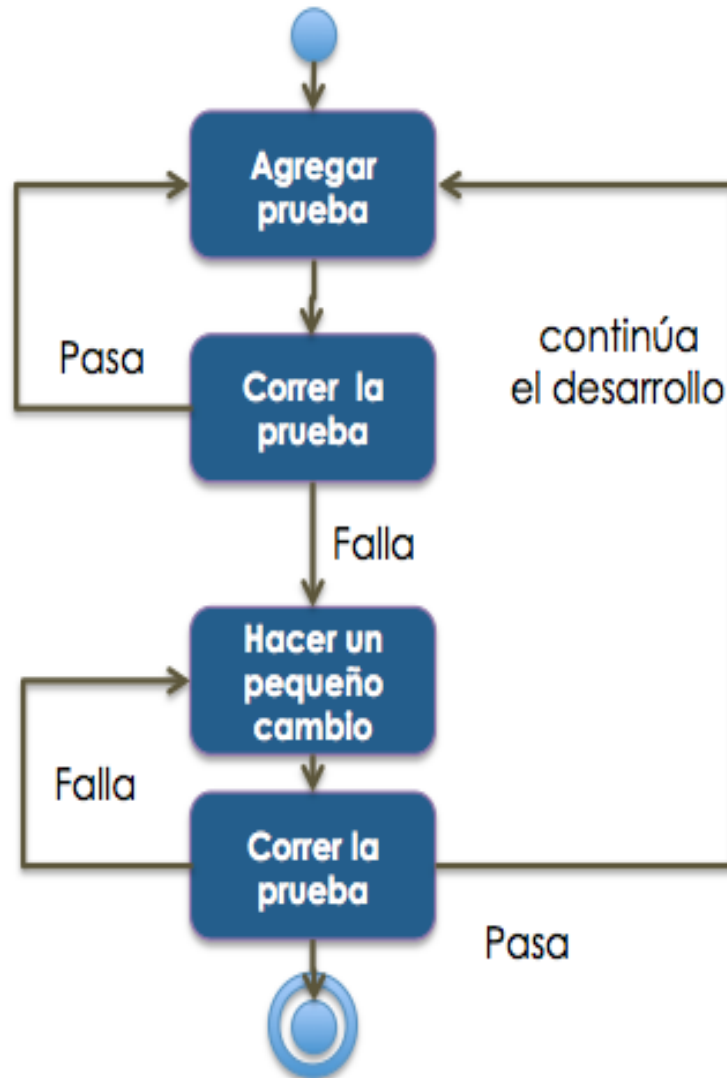 Agregar
prueba
Pasa
continúa
el desarrollo
Correr la
prueba
Falla
Hacer un
pequeño
cambio
Falla
Correr la
prueba
Pasa